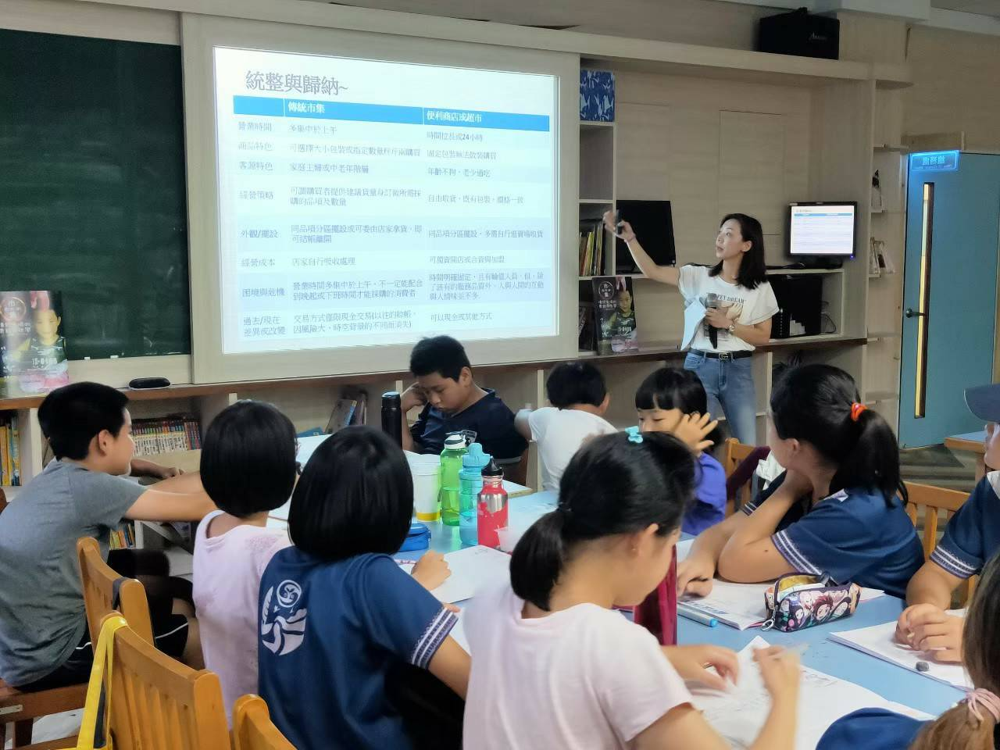 統整與歸納~
傳統市集
便利商店或超市
營業時間
多集中於上午
時間拉長或24小時
商品特色
可選擇大小包裝或指定數量秤斤兩購買
固定包裝無法散裝購買
客源特色
家庭主婦或中老年階層
年齡不拘，老少通吃
經營策略
可讓購買者提供建議貨量身訂做所需採
購的品項及數量
自由取貨，既有包裝，價格一致
外觀/擺設
同品項分區擺設或可委由店家拿貨，即
可結帳離開
同品項分區擺設，多需自行逛賣場取貨
經營成本
店家自行吸收處理
可獨資開店或合資與加盟
困境與危機
營業時間多集中於上午，不一定能配合
到晚起或下班時間才能採購的消費者
時間明確固定，且有輪值人員，但，除
了該有的服務品質外，人與人間的互動
與人情味並不多
過去/現在
差異或改變
交易方式僅限現金交易(以往的賒帳，
因風險大、時空背景的不同而消失)
可以現金或其他方式